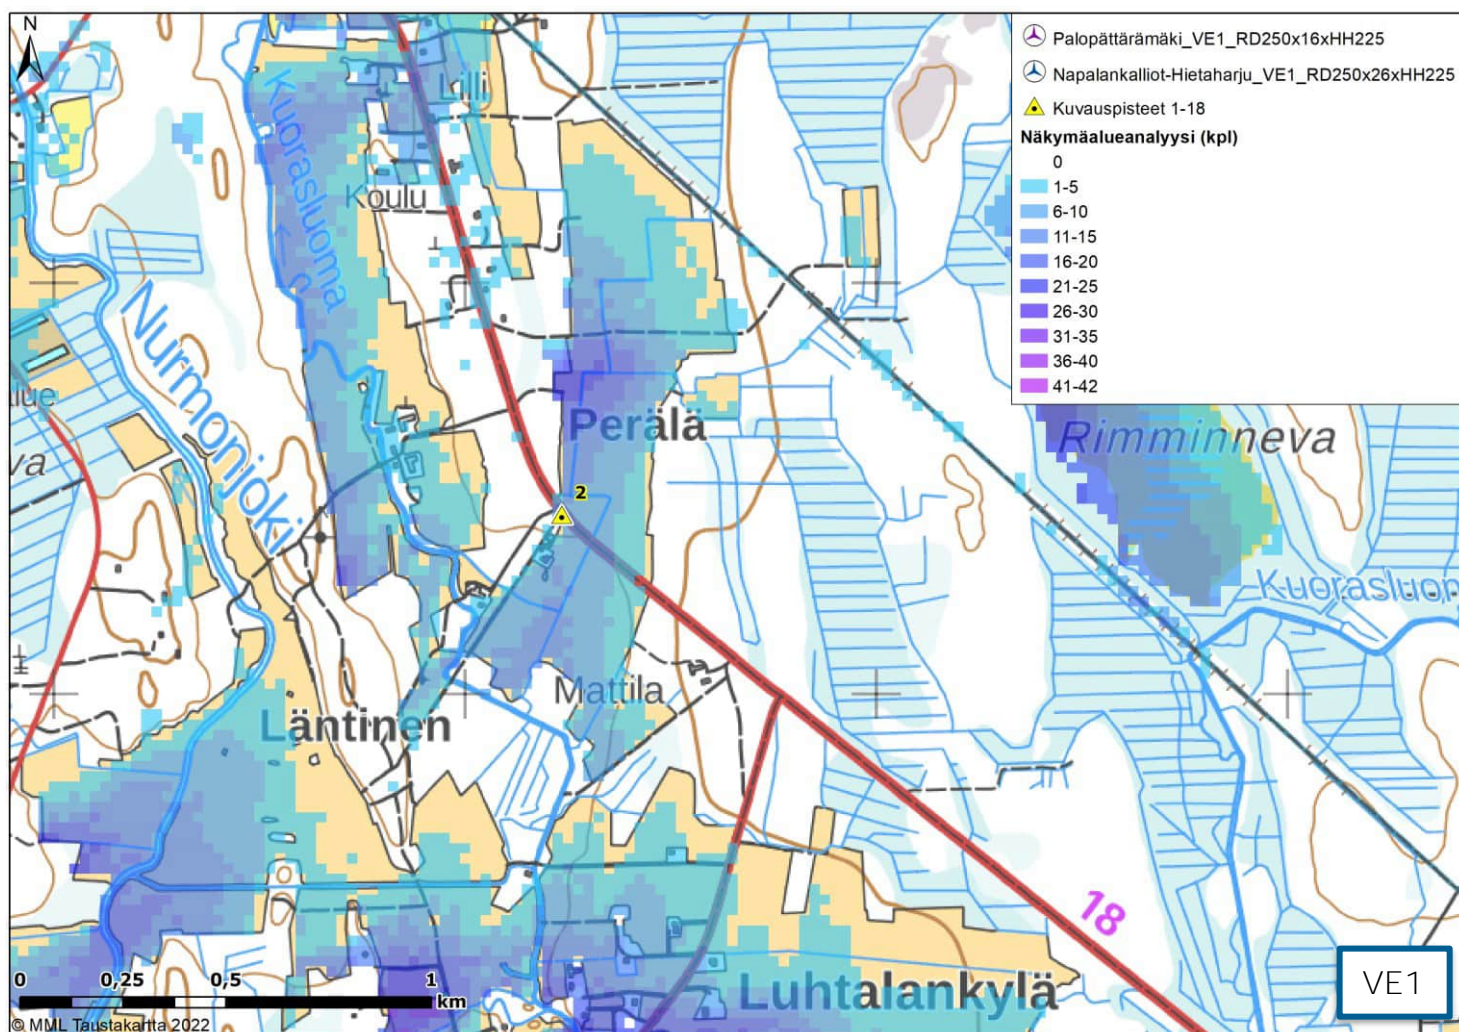 N
Palopättärämäki_VE1_RD250x16xHH225
Napalankalliot-Hietaharju_VE1_RD250x26xHH225
Kuvauspisteet 1-18
Näkymäalueanalyysi (kpl)
0
1-5
6-10
11-15
16-20
21-25
26-30
31-35
36-40
41-42
Lilli
Kuorasluoma
Koulu
Nurmonjoki
Perälä
Rimminneva
2
Kuorasluon
Mattila
Läntinen
18
Luhtalankylä
VE1
0 0,25 0,5 1
km
© MML Taustakartta 2022